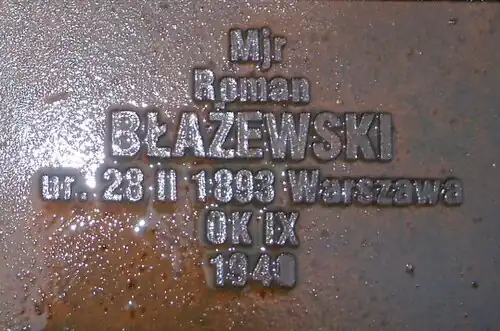 Mjr
Roman
BŁAŻEWSKI
ur. 28 II 1893 Warszawa
OK IX
1940